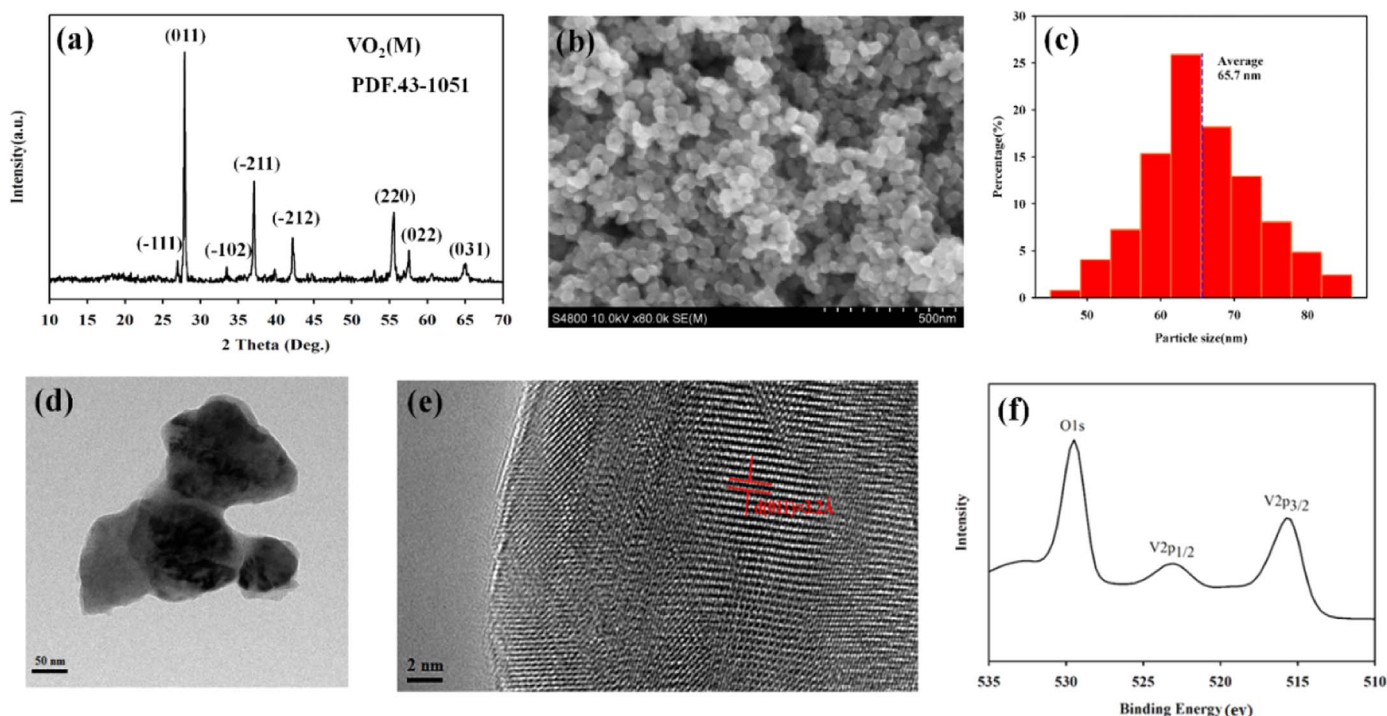 (a)
VO2(M)
PDF.43-1051
(011)
(-111)
(-102)
(-211)
(-212)
(220)
(022)
(031)
Intensity(a.u.)
10 15 20 25 30 35 40 45 50 55 60 65 70
2 Theta (Deg.)
(b)
S4800 10.0kV x80.0k SE(M)
500nm
(c)
Average
65.7 nm
Percentage(%)
30
25
20
15
10
5
0
50 60 70 80
Particle size(nm)
(d)
50 nm
(e)
d(011)=3.2Å
2 nm
(f)
O1s
V2p1/2
V2p3/2
Intensity
535 530 525 520 515 510
Binding Energy (ev)